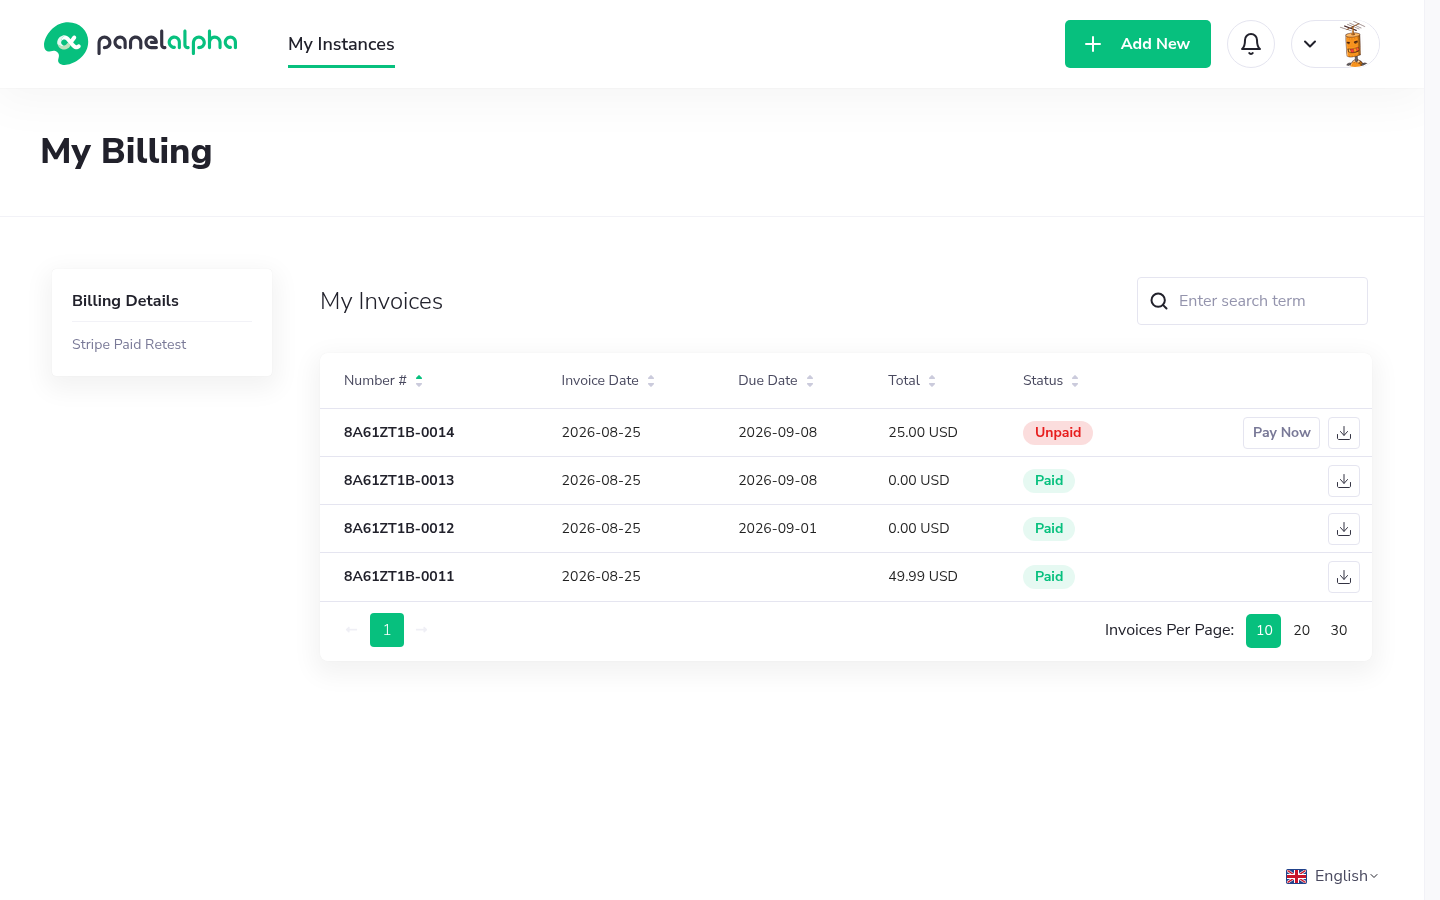 panelalpha
My Instances
Add New
My Billing
Billing Details
Stripe Paid Retest
My Invoices
Enter search term
Number # Invoice Date Due Date Total Status
8A61ZT1B-0014 2026-08-25 2026-09-08 25.00 USD Unpaid Pay Now
8A61ZT1B-0013 2026-08-25 2026-09-08 0.00 USD Paid
8A61ZT1B-0012 2026-08-25 2026-09-01 0.00 USD Paid
8A61ZT1B-0011 2026-08-25 49.99 USD Paid
1 Invoices Per Page: 10 20 30
English